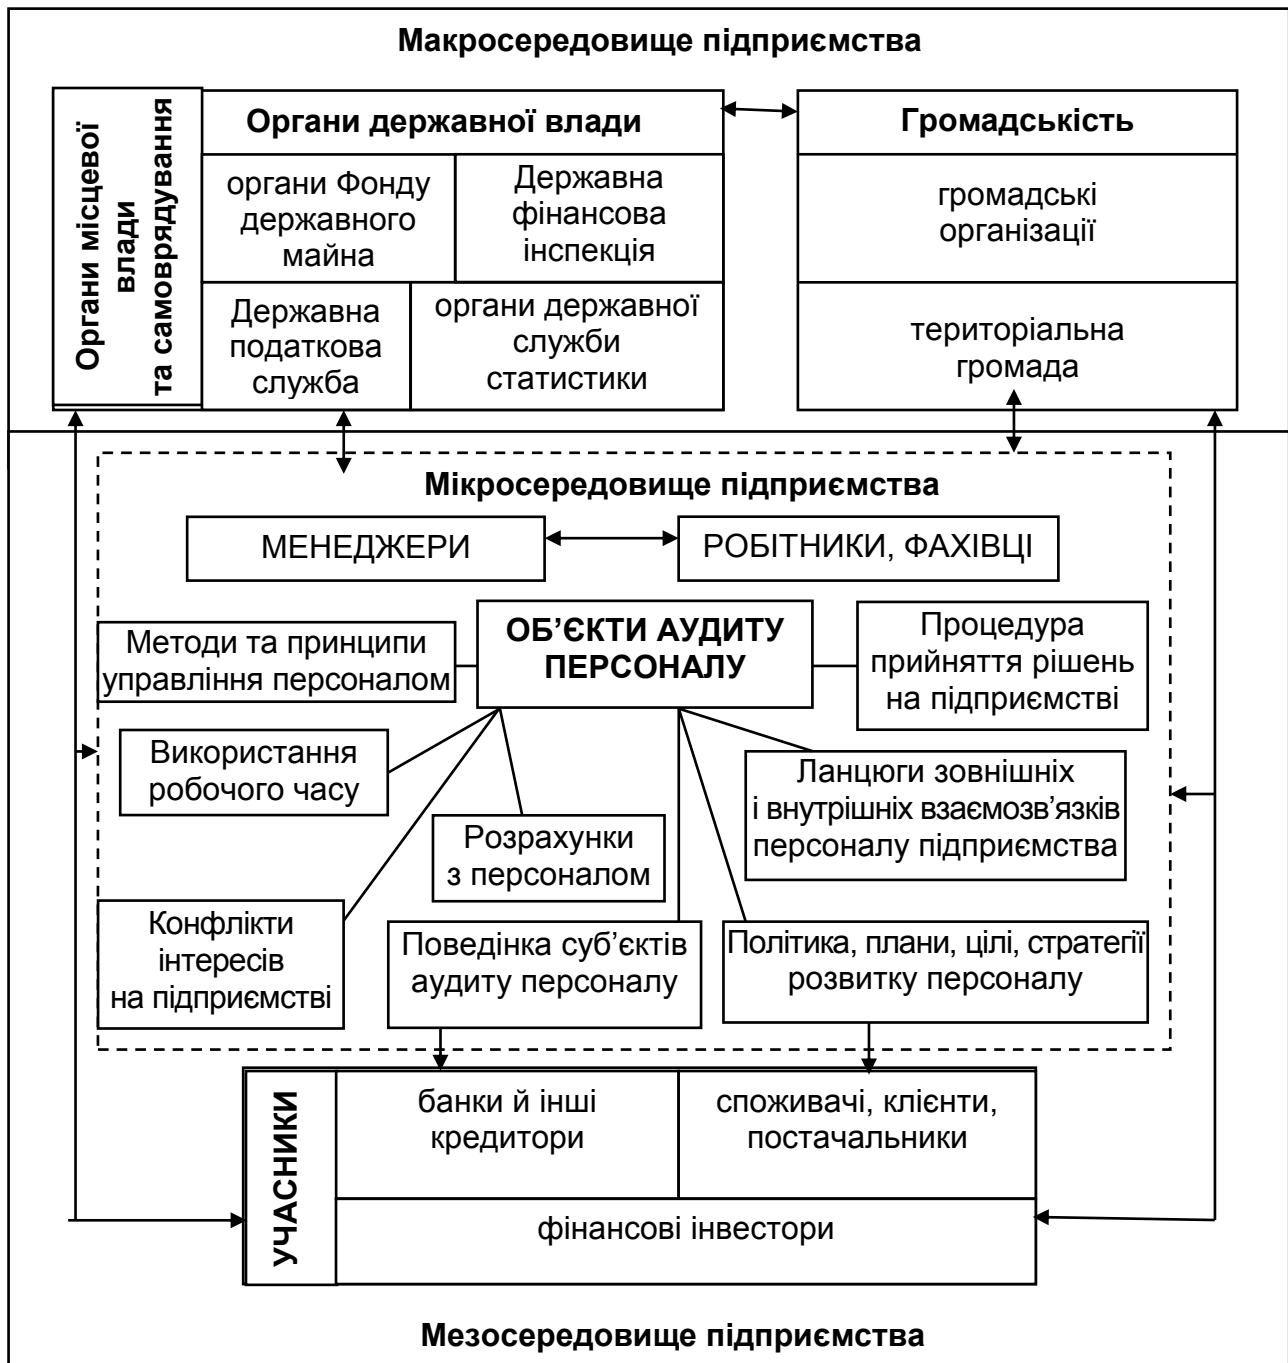 Макросередовище підприємства
Органи місцевої
влади
та самоврядування
Органи державної влади
органи Фонду
державного
майна
Державна
фінансова
інспекція
Державна
податкова
служба
органи державної
служби
статистики
Громадськість
громадські
організації
територіальна
громада
Мікросередовище підприємства
МЕНЕДЖЕРИ
РОБІТНИКИ, ФАХІВЦІ
ОБ’ЄКТИ АУДИТУ
ПЕРСОНАЛУ
Методи та принципи
управління персоналом
Процедура
прийняття рішень
на підприємстві
Використання
робочого часу
Ланцюги зовнішніх
і внутрішніх взаємозв’язків
персоналу підприємства
Розрахунки
з персоналом
Конфлікти
інтересів
на підприємстві
Поведінка суб’єктів
аудиту персоналу
Політика, плани, цілі, стратегії
розвитку персоналу
УЧАСНИКИ
банки й інші
кредитори
споживачі, клієнти,
постачальники
фінансові інвестори
Мезосередовище підприємства